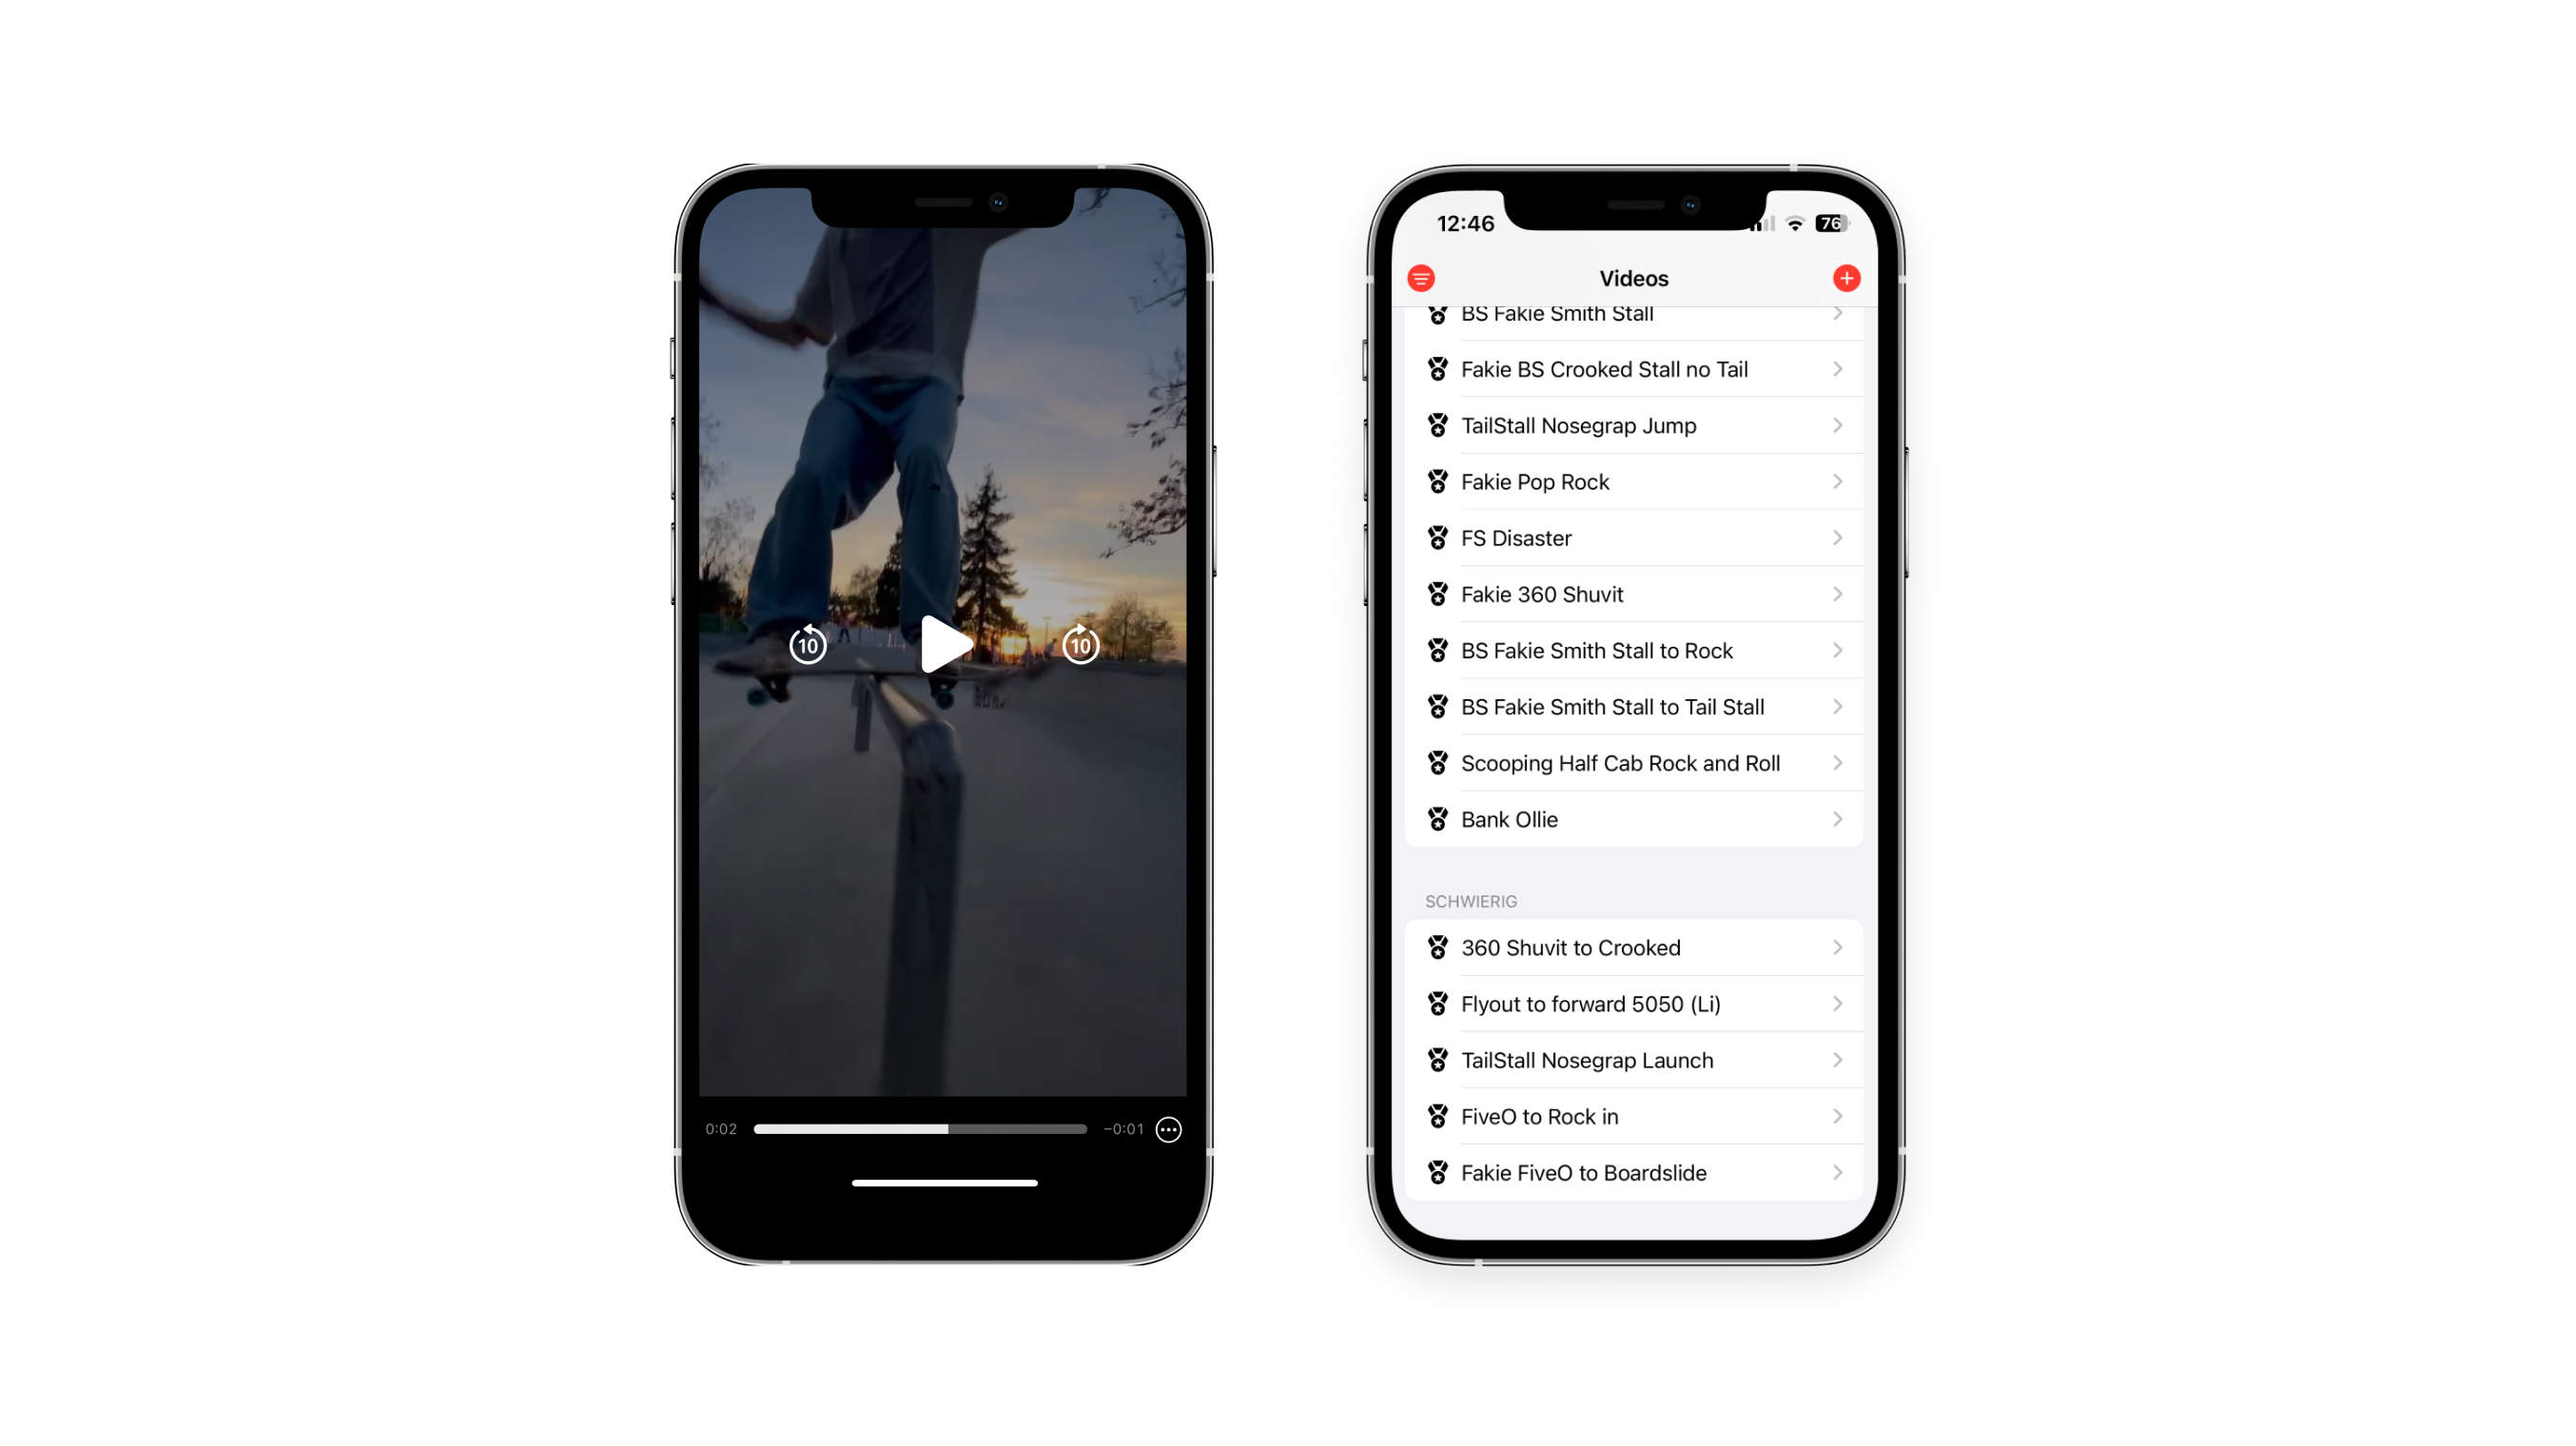 10
10
0:02
−0:01
12:46
76
Videos
BS Fakie Smith Stall
Fakie BS Crooked Stall no Tail
TailStall Nosegrap Jump
Fakie Pop Rock
FS Disaster
Fakie 360 Shuvit
BS Fakie Smith Stall to Rock
BS Fakie Smith Stall to Tail Stall
Scooping Half Cab Rock and Roll
Bank Ollie
SCHWIERIG
360 Shuvit to Crooked
Flyout to forward 5050 (Li)
TailStall Nosegrap Launch
FiveO to Rock in
Fakie FiveO to Boardslide